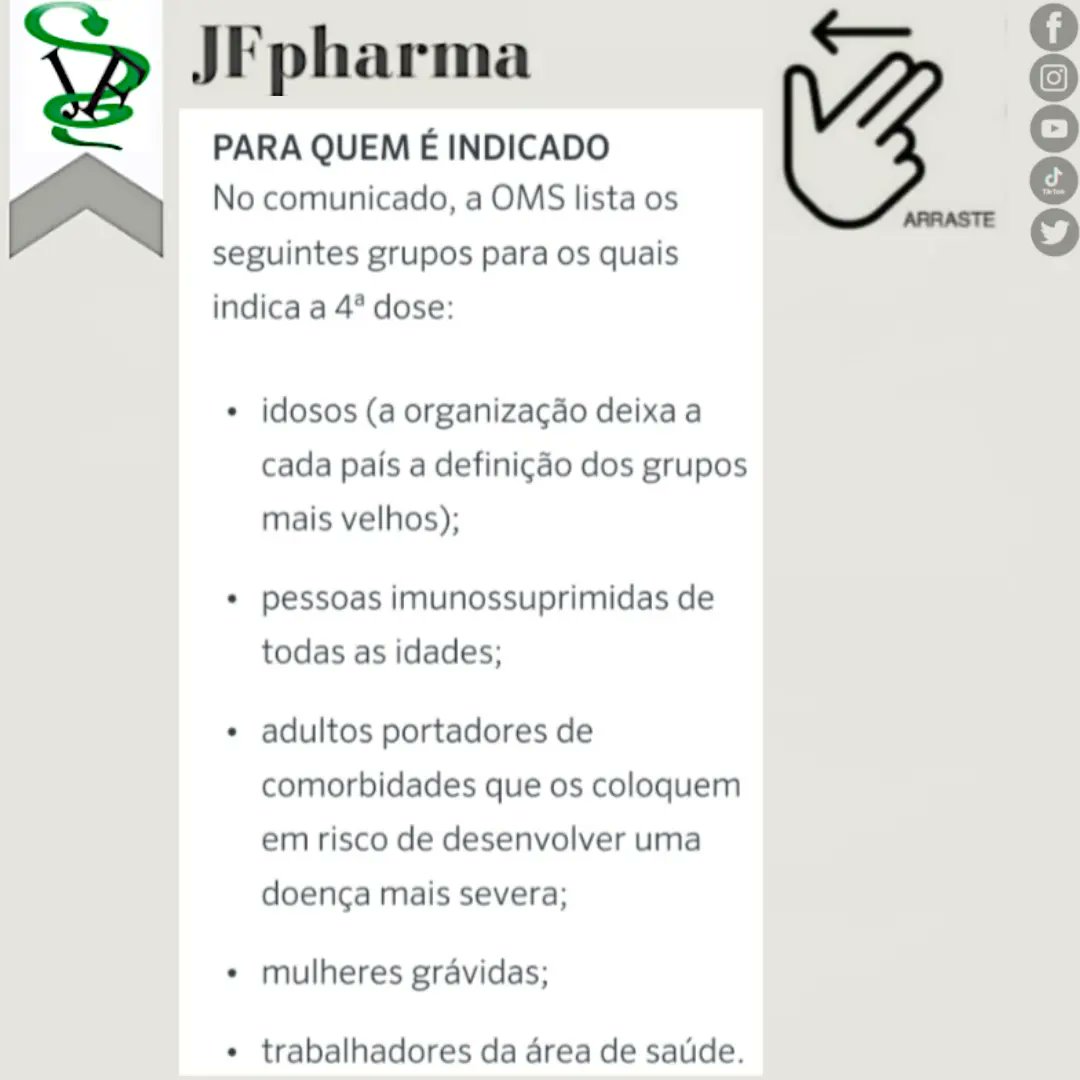 JFpharma
PARA QUEM É INDICADO
No comunicado, a OMS lista os
seguintes grupos para os quais
indica a 4ª dose:
• idosos (a organização deixa a
cada país a definição dos grupos
mais velhos);
• pessoas imunossuprimidas de
todas as idades;
• adultos portadores de
comorbidades que os coloquem
em risco de desenvolver uma
doença mais severa;
• mulheres grávidas;
• trabalhadores da área de saúde.
ARRASTE
TikTok